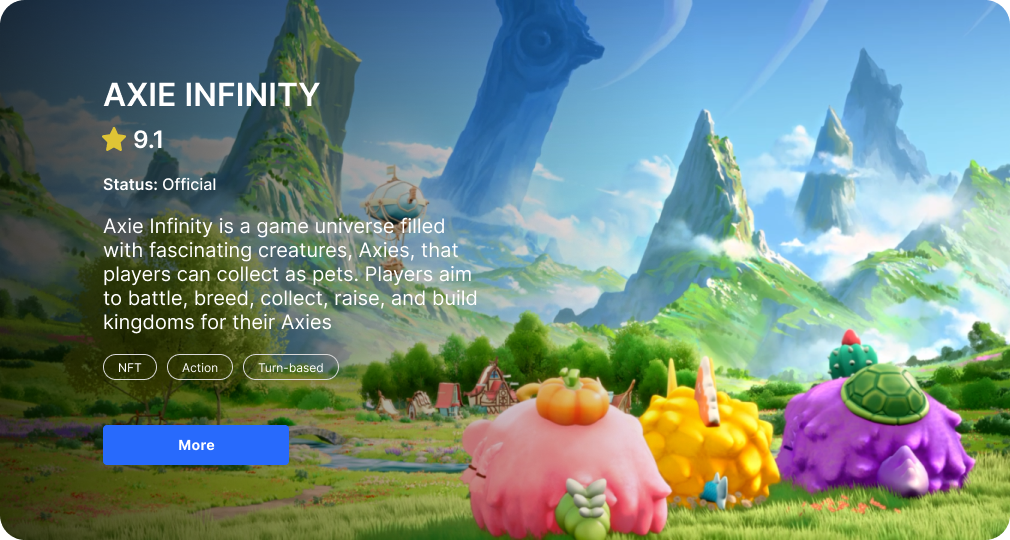 AXIE INFINITY
9.1
Status: Official
Axie Infinity is a game universe filled
with fascinating creatures, Axies, that
players can collect as pets. Players aim
to battle, breed, collect, raise, and build
kingdoms for their Axies
NFT Action Turn-based
More